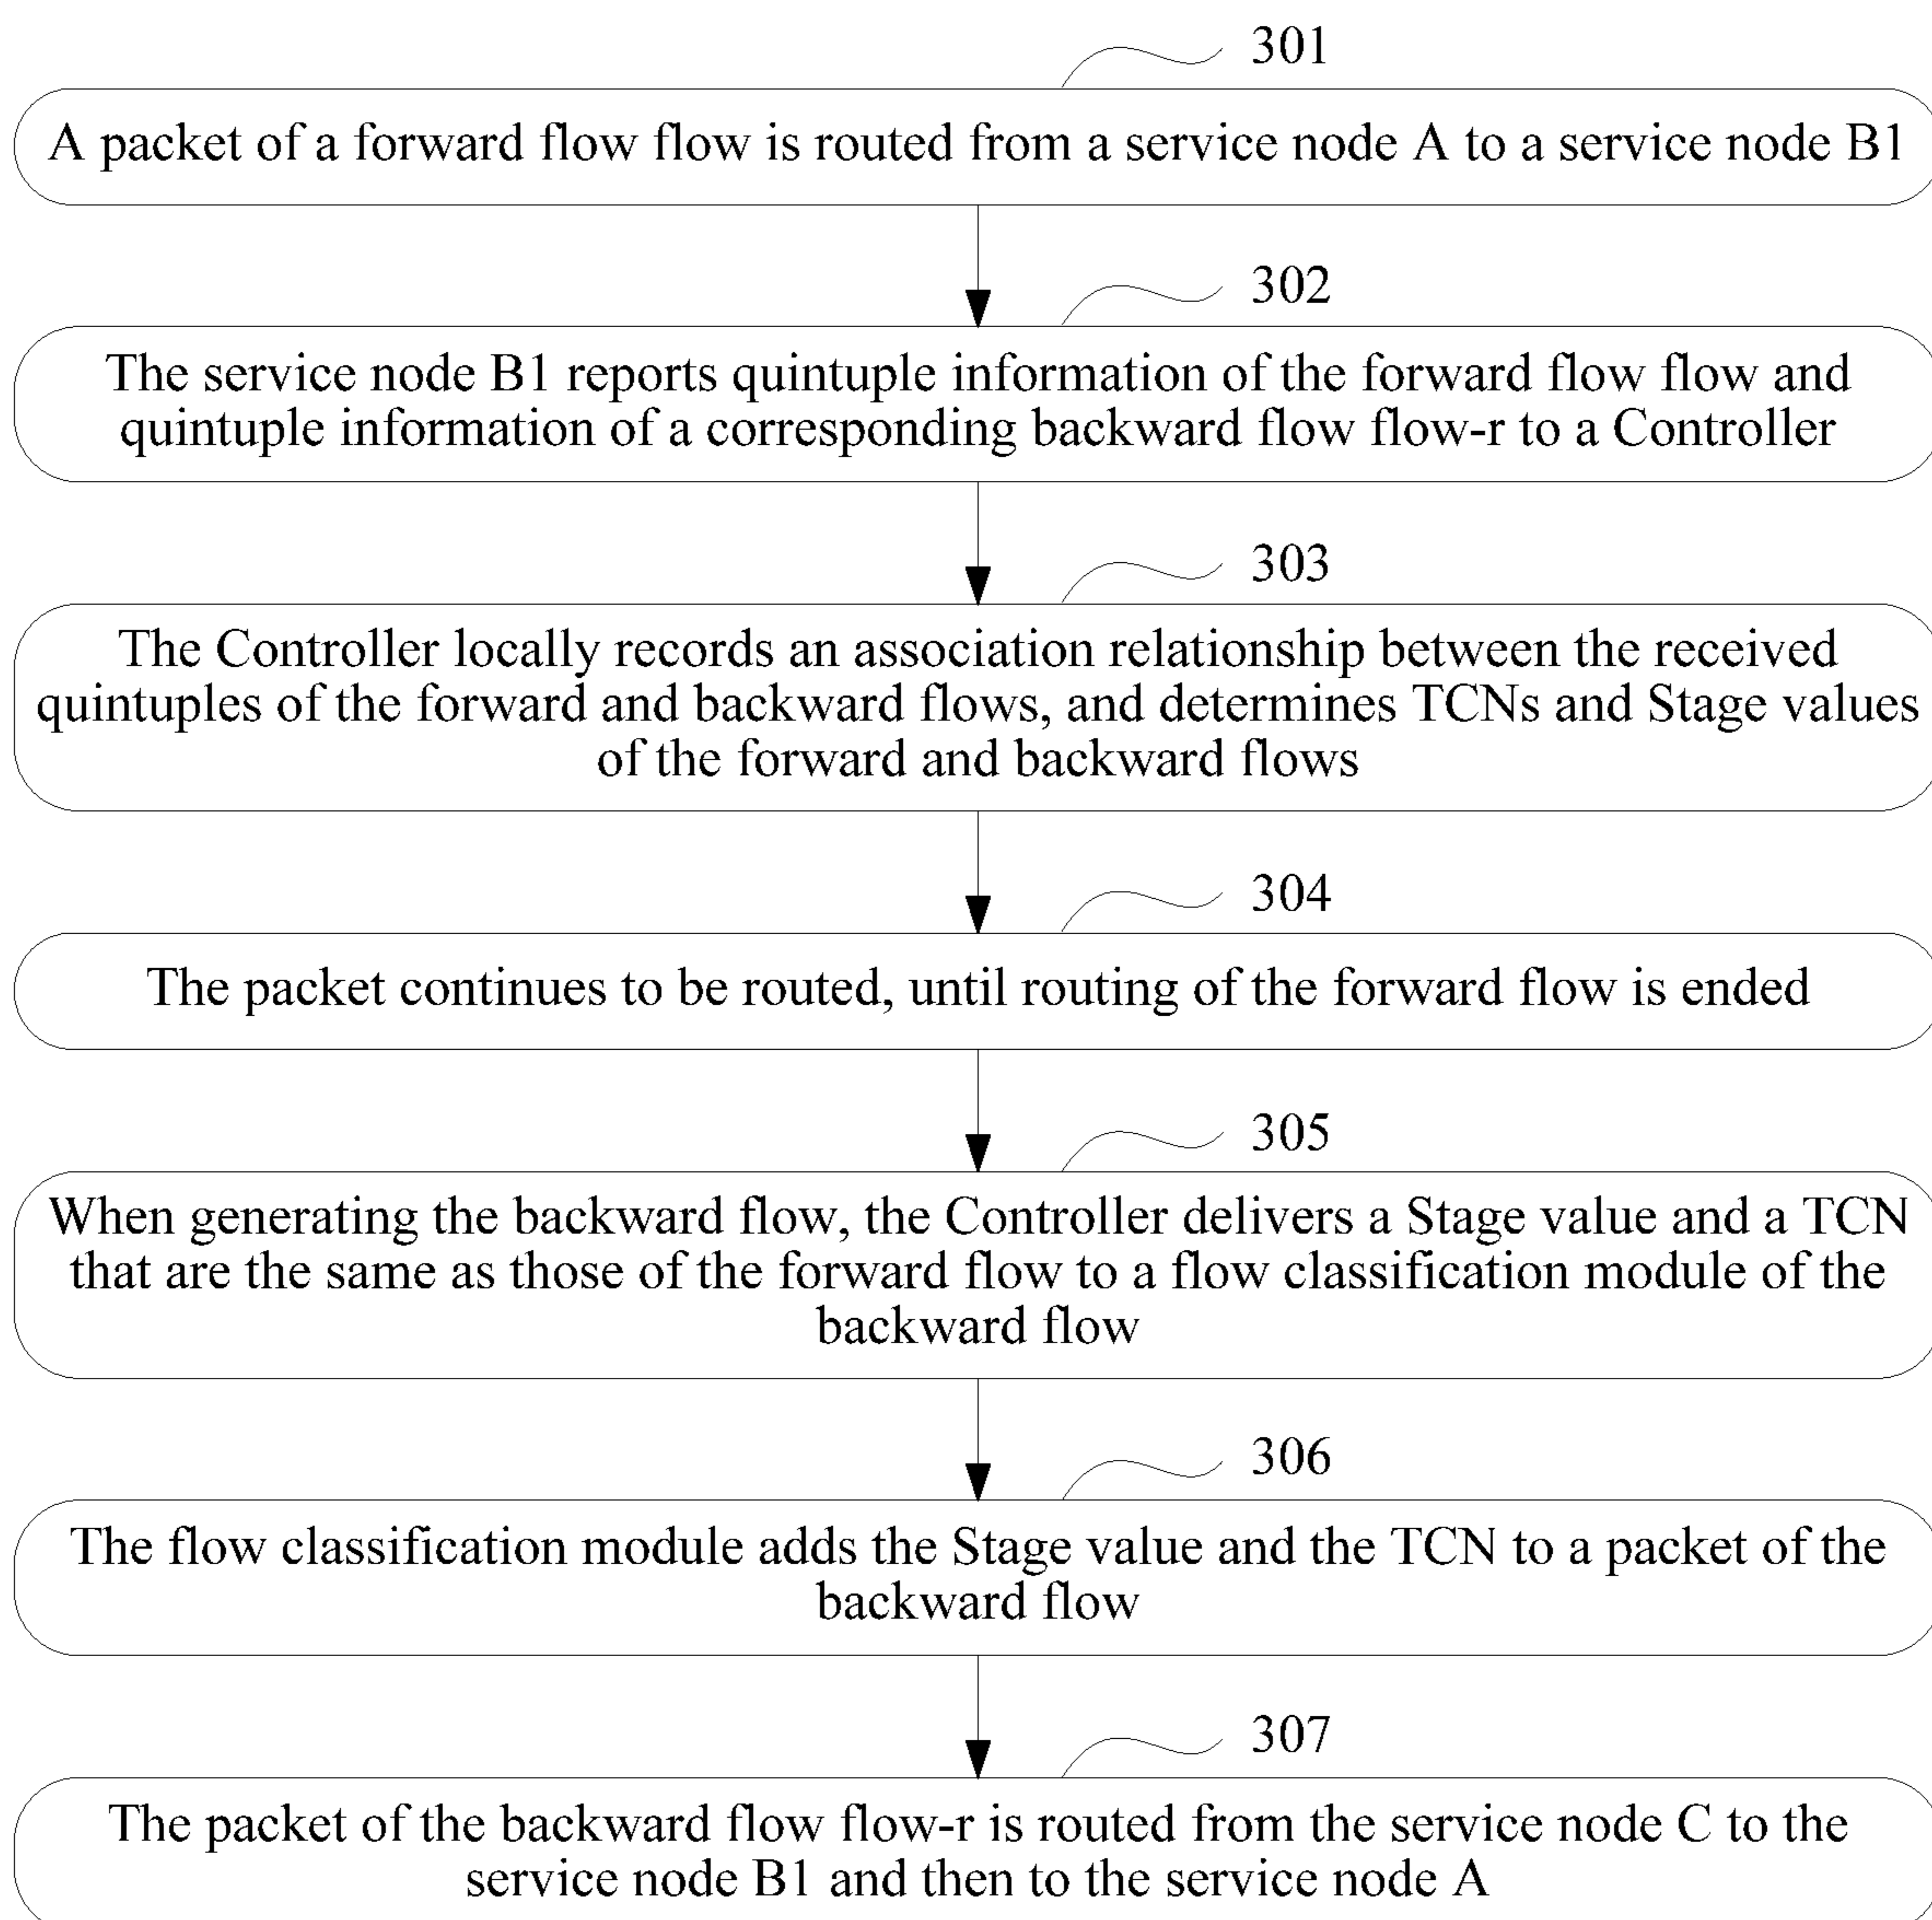 301
A packet of a forward flow flow is routed from a service node A to a service node B1
302
The service node B1 reports quintuple information of the forward flow flow and
quintuple information of a corresponding backward flow flow-r to a Controller
303
The Controller locally records an association relationship between the received
quintuples of the forward and backward flows, and determines TCNs and Stage values
of the forward and backward flows
304
The packet continues to be routed, until routing of the forward flow is ended
305
When generating the backward flow, the Controller delivers a Stage value and a TCN
that are the same as those of the forward flow to a flow classification module of the
backward flow
306
The flow classification module adds the Stage value and the TCN to a packet of the
backward flow
307
The packet of the backward flow flow-r is routed from the service node C to the
service node B1 and then to the service node A